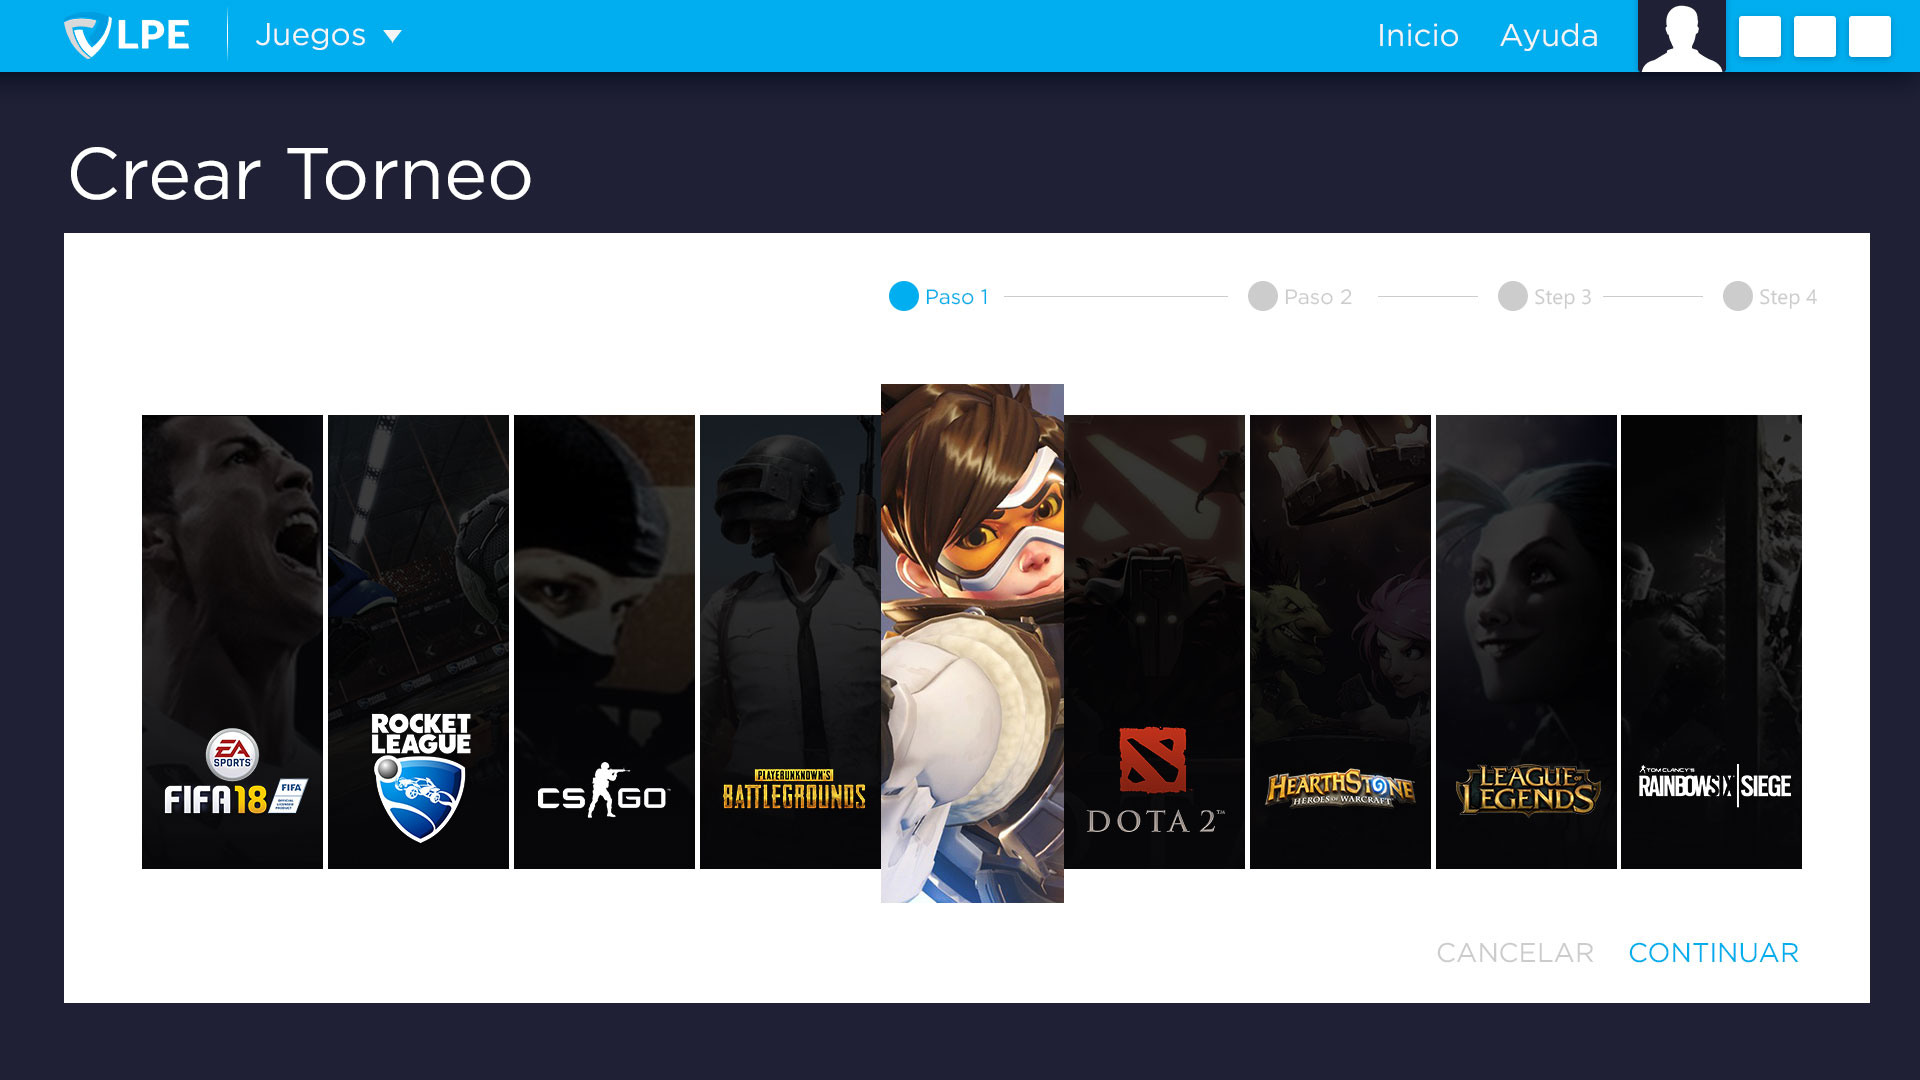 LPE
Juegos
Inicio
Ayuda
Crear Torneo
Paso 1
Paso 2
Step 3
Step 4
EA
SPORTS
FIFA 18
FIFA
ROCKET
LEAGUE
CS GO
PLAYERUNKNOWN'S
BATTLEGROUNDS
DOTA 2™
HEARTHSTONE
HEROES OF WARCRAFT
LEAGUE OF
LEGENDS
TOM CLANCY'S
RAINBOW SIX | SIEGE
CANCELAR
CONTINUAR